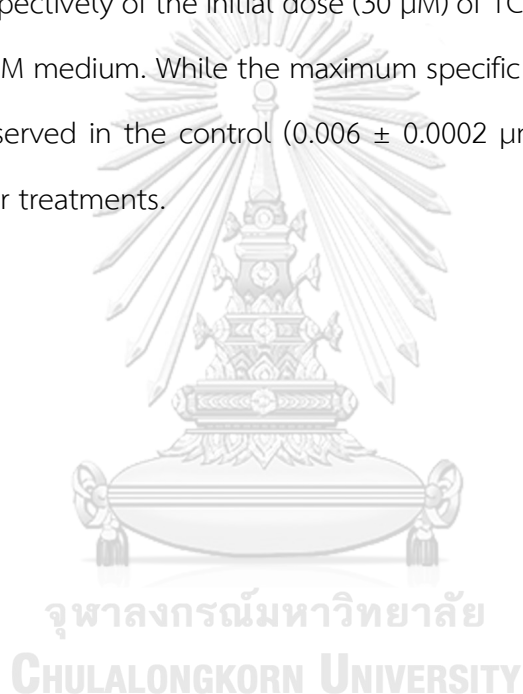 pectively of the initial dose (30 µM) of TC
M medium. While the maximum specific
served in the control (0.006 ± 0.0002 µm
r treatments.
จุฬาลงกรณ์มหาวิทยาลัย
CHULALONGKORN UNIVERSITY